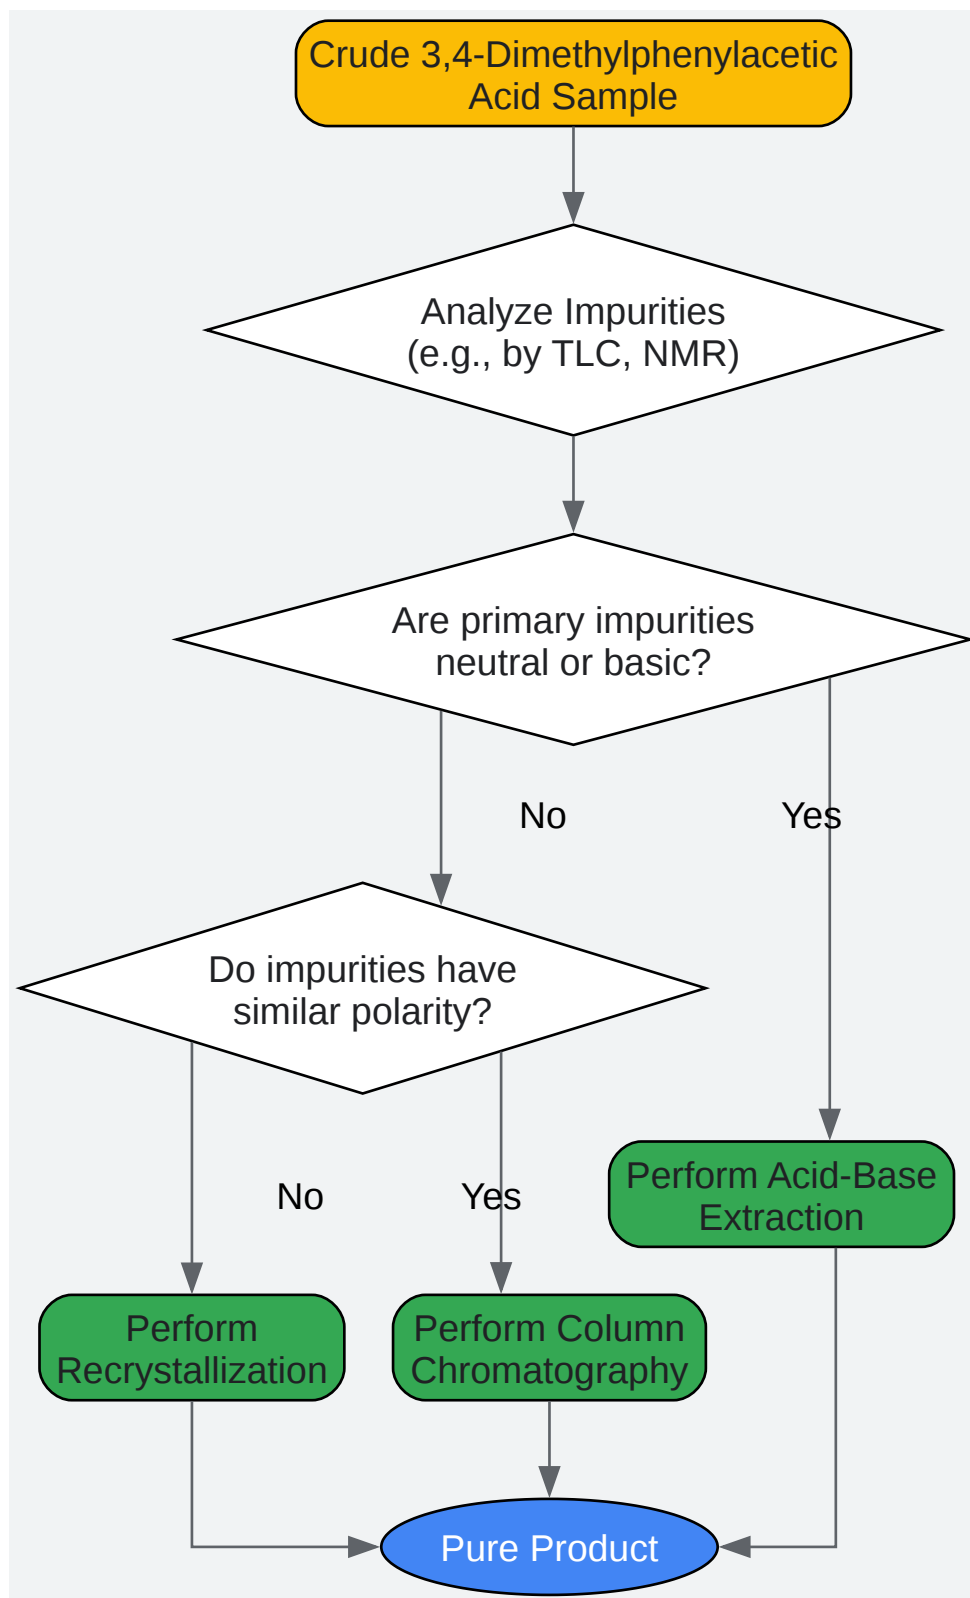 Crude 3,4-Dimethylphenylacetic
Acid Sample
Analyze Impurities
(e.g., by TLC, NMR)
Are primary impurities
neutral or basic?
No
Yes
Do impurities have
similar polarity?
No
Yes
Perform Acid-Base
Extraction
Perform
Recrystallization
Perform Column
Chromatography
Pure Product